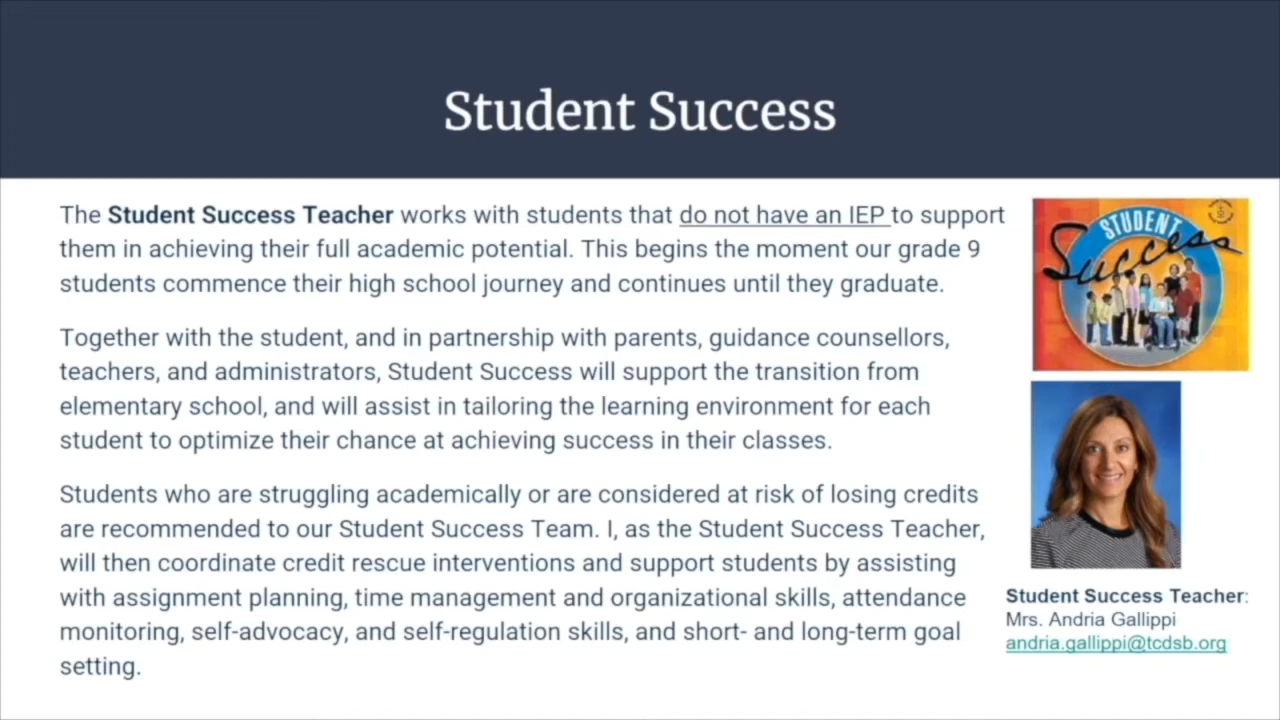 Student Success
The Student Success Teacher works with students that do not have an IEP to support
them in achieving their full academic potential. This begins the moment our grade 9
students commence their high school journey and continues until they graduate.
Together with the student, and in partnership with parents, guidance counsellors,
teachers, and administrators, Student Success will support the transition from
elementary school, and will assist in tailoring the learning environment for each
student to optimize their chance at achieving success in their classes.
Students who are struggling academically or are considered at risk of losing credits
are recommended to our Student Success Team. I, as the Student Success Teacher,
will then coordinate credit rescue interventions and support students by assisting
with assignment planning, time management and organizational skills, attendance
monitoring, self-advocacy, and self-regulation skills, and short- and long-term goal
setting.
STUDENT
Success
Student Success Teacher:
Mrs. Andria Gallippi
andria.gallippi@tcdsb.org